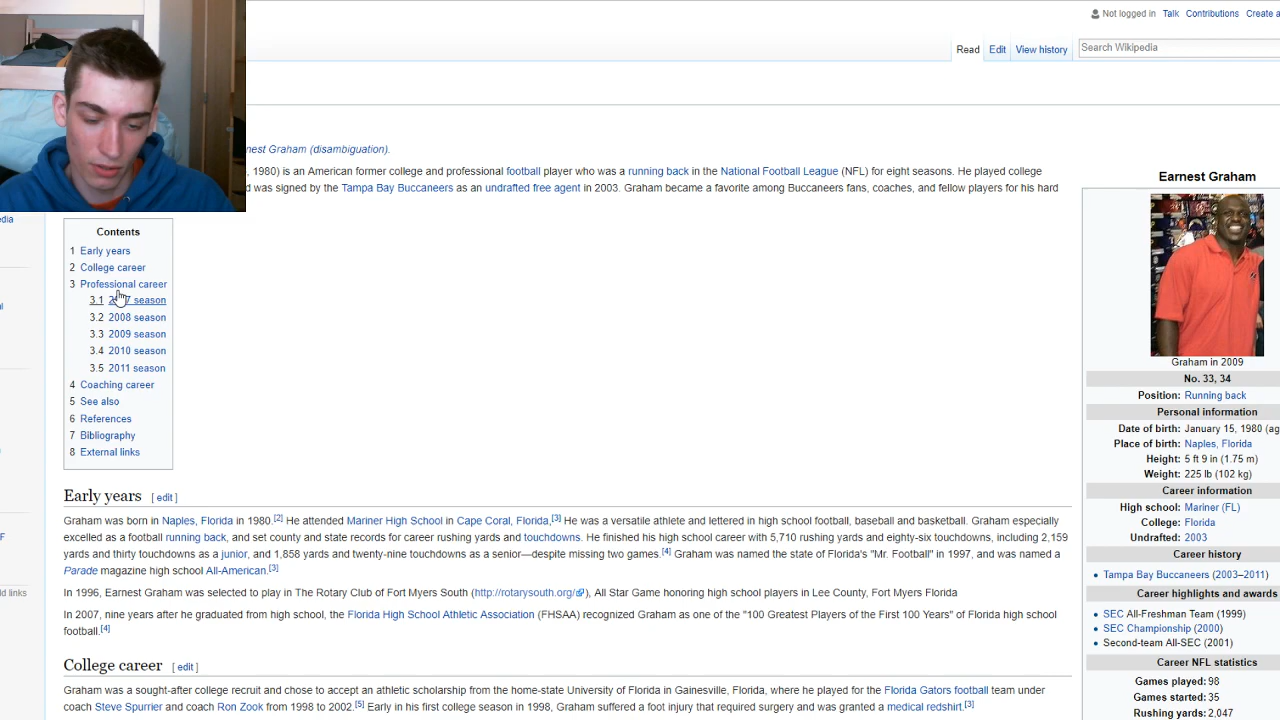 Not logged in Talk Contributions Create a
Read Edit View history Search Wikipedia
nest Graham (disambiguation).
1980) is an American former college and professional football player who was a running back in the National Football League (NFL) for eight seasons. He played college
d was signed by the Tampa Bay Buccaneers as an undrafted free agent in 2003. Graham became a favorite among Buccaneers fans, coaches, and fellow players for his hard
Contents
1 Early years
2 College career
3 Professional career
3.1 2007 season
3.2 2008 season
3.3 2009 season
3.4 2010 season
3.5 2011 season
4 Coaching career
5 See also
6 References
7 Bibliography
8 External links
Early years [ edit ]
Graham was born in Naples, Florida in 1980.[2] He attended Mariner High School in Cape Coral, Florida,[3] He was a versatile athlete and lettered in high school football, baseball and basketball. Graham especially
excelled as a football running back, and set county and state records for career rushing yards and touchdowns. He finished his high school career with 5,710 rushing yards and eighty-six touchdowns, including 2,159
yards and thirty touchdowns as a junior, and 1,858 yards and twenty-nine touchdowns as a senior—despite missing two games.[4] Graham was named the state of Florida's "Mr. Football" in 1997, and was named a
Parade magazine high school All-American.[3]
In 1996, Earnest Graham was selected to play in The Rotary Club of Fort Myers South (http://rotarysouth.org/), All Star Game honoring high school players in Lee County, Fort Myers Florida
In 2007, nine years after he graduated from high school, the Florida High School Athletic Association (FHSAA) recognized Graham as one of the "100 Greatest Players of the First 100 Years" of Florida high school
football.[4]
College career [ edit ]
Graham was a sought-after college recruit and chose to accept an athletic scholarship from the home-state University of Florida in Gainesville, Florida, where he played for the Florida Gators football team under
coach Steve Spurrier and coach Ron Zook from 1998 to 2002.[5] Early in his first college season in 1998, Graham suffered a foot injury that required surgery and was granted a medical redshirt.[3]
Earnest Graham
Graham in 2009
No. 33, 34
Position: Running back
Personal information
Date of birth: January 15, 1980 (ag
Place of birth: Naples, Florida
Height: 5 ft 9 in (1.75 m)
Weight: 225 lb (102 kg)
Career information
High school: Mariner (FL)
College: Florida
Undrafted: 2003
Career history
• Tampa Bay Buccaneers (2003–2011)
Career highlights and awards
• SEC All-Freshman Team (1999)
• SEC Championship (2000)
• Second-team All-SEC (2001)
Career NFL statistics
Games played: 98
Games started: 35
Rushing yards: 2,047
edia
al
F
ld links